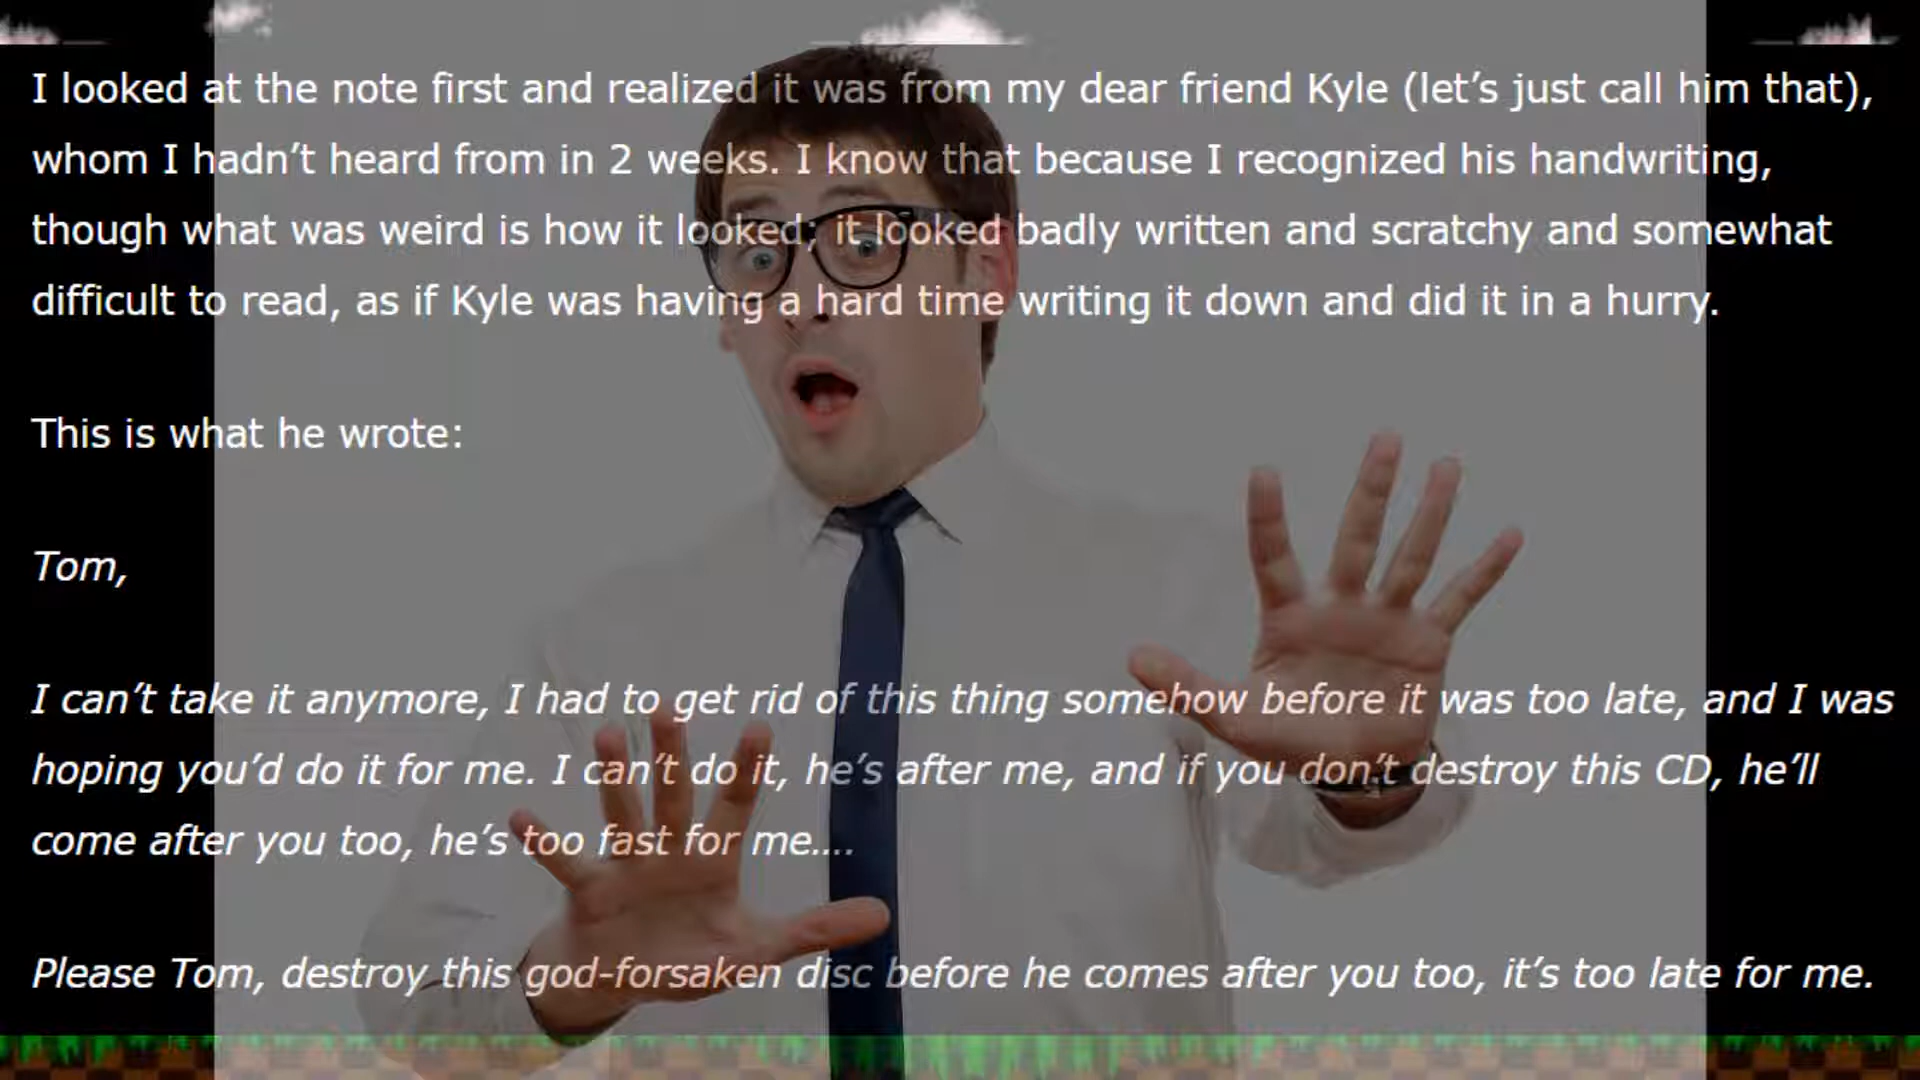 I looked at the note first and realized it was from my dear friend Kyle (let’s just call him that),
whom I hadn’t heard from in 2 weeks. I know that because I recognized his handwriting,
though what was weird is how it looked; it looked badly written and scratchy and somewhat
difficult to read, as if Kyle was having a hard time writing it down and did it in a hurry.
This is what he wrote:
Tom,
I can’t take it anymore, I had to get rid of this thing somehow before it was too late, and I was
hoping you’d do it for me. I can’t do it, he’s after me, and if you don’t destroy this CD, he’ll
come after you too, he’s too fast for me....
Please Tom, destroy this god-forsaken disc before he comes after you too, it’s too late for me.